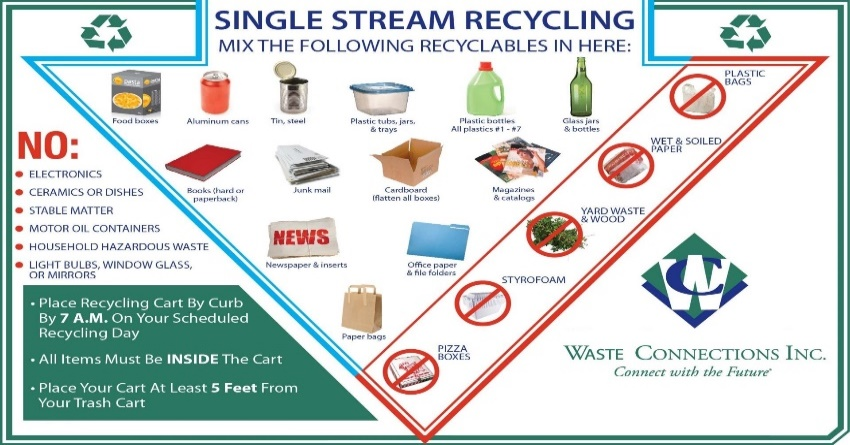 SINGLE STREAM RECYCLING
MIX THE FOLLOWING RECYCLABLES IN HERE:
Food boxes
Aluminum cans
Tin, steel
Plastic tubs, jars,
& trays
Plastic bottles
All plastics #1 - #7
Glass jars
& bottles
Books (hard or
paperback)
Junk mail
Cardboard
(flatten all boxes)
Magazines
& catalogs
NEWS
Newspaper & inserts
Office paper
& file folders
Paper bags
PLASTIC
BAGS
WET & SOILED
PAPER
YARD WASTE
& WOOD
STYROFOAM
PIZZA
BOXES
NO:
• ELECTRONICS
• CERAMICS OR DISHES
• STABLE MATTER
• MOTOR OIL CONTAINERS
• HOUSEHOLD HAZARDOUS WASTE
• LIGHT BULBS, WINDOW GLASS,
OR MIRRORS
• Place Recycling Cart By Curb
By 7 A.M. On Your Scheduled
Recycling Day
• All Items Must Be INSIDE The Cart
• Place Your Cart At Least 5 Feet From
Your Trash Cart
WC
WASTE CONNECTIONS INC.
Connect with the Future®